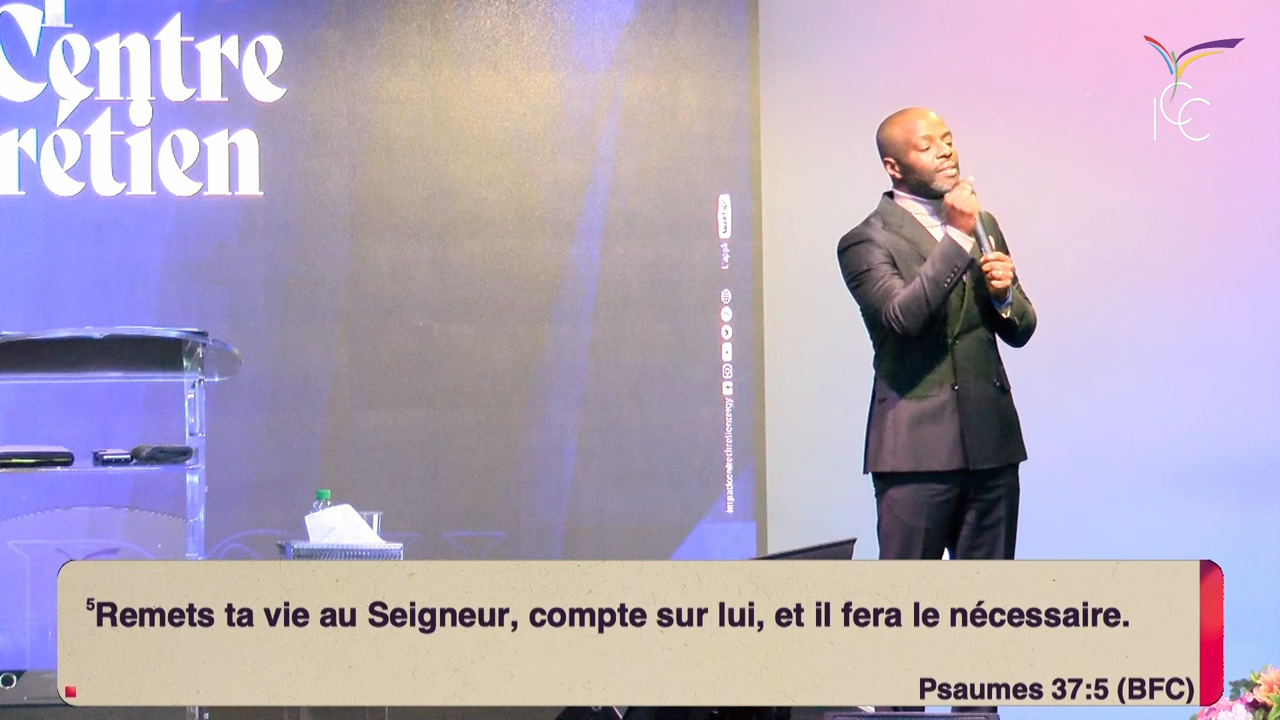 Centre
rétien
ICC
L'appli
⁵Remets ta vie au Seigneur, compte sur lui, et il fera le nécessaire.
Psaumes 37:5 (BFC)